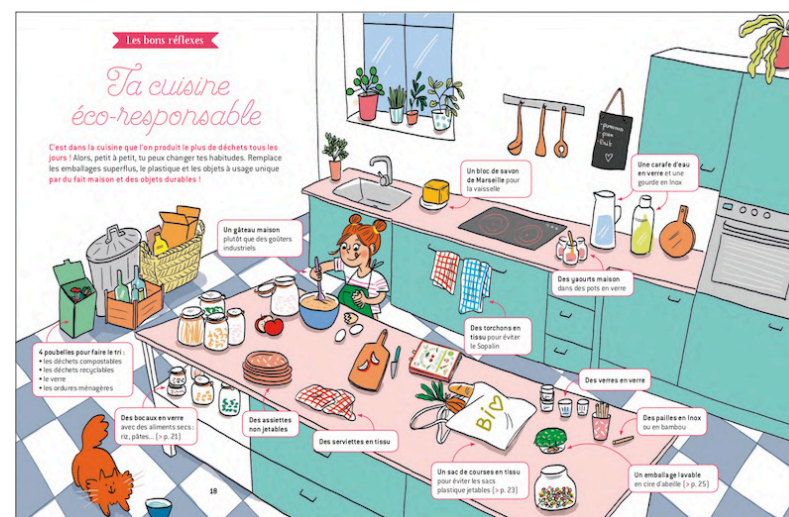 Les bons réflexes
Ta cuisine
éco-responsable
C'est dans la cuisine que l'on produit le plus de déchets tous les
jours ! Alors, petit à petit, tu peux changer tes habitudes. Remplace
les emballages superflus, le plastique et les objets à usage unique
par du fait maison et des objets durables !
Un bloc de savon
de Marseille pour
la vaisselle
Une carafe d'eau
en verre et une
gourde en Inox
Un gâteau maison
plutôt que des goûters
industriels
Des yaourts maison
dans des pots en verre
Des torchons en
tissu pour éviter
le Sopalin
4 poubelles pour faire le tri :
• les déchets compostables
• les déchets recyclables
• le verre
• les ordures ménagères
Des bocaux en verre
avec des aliments secs :
riz, pâtes... (> p. 21)
Des assiettes
non jetables
Des serviettes en tissu
Bio
Des verres en verre
Des pailles en Inox
ou en bambou
Un sac de courses en tissu
pour éviter les sacs
plastique jetables (> p. 23)
Un emballage lavable
en cire d'abeille (> p. 25)
18